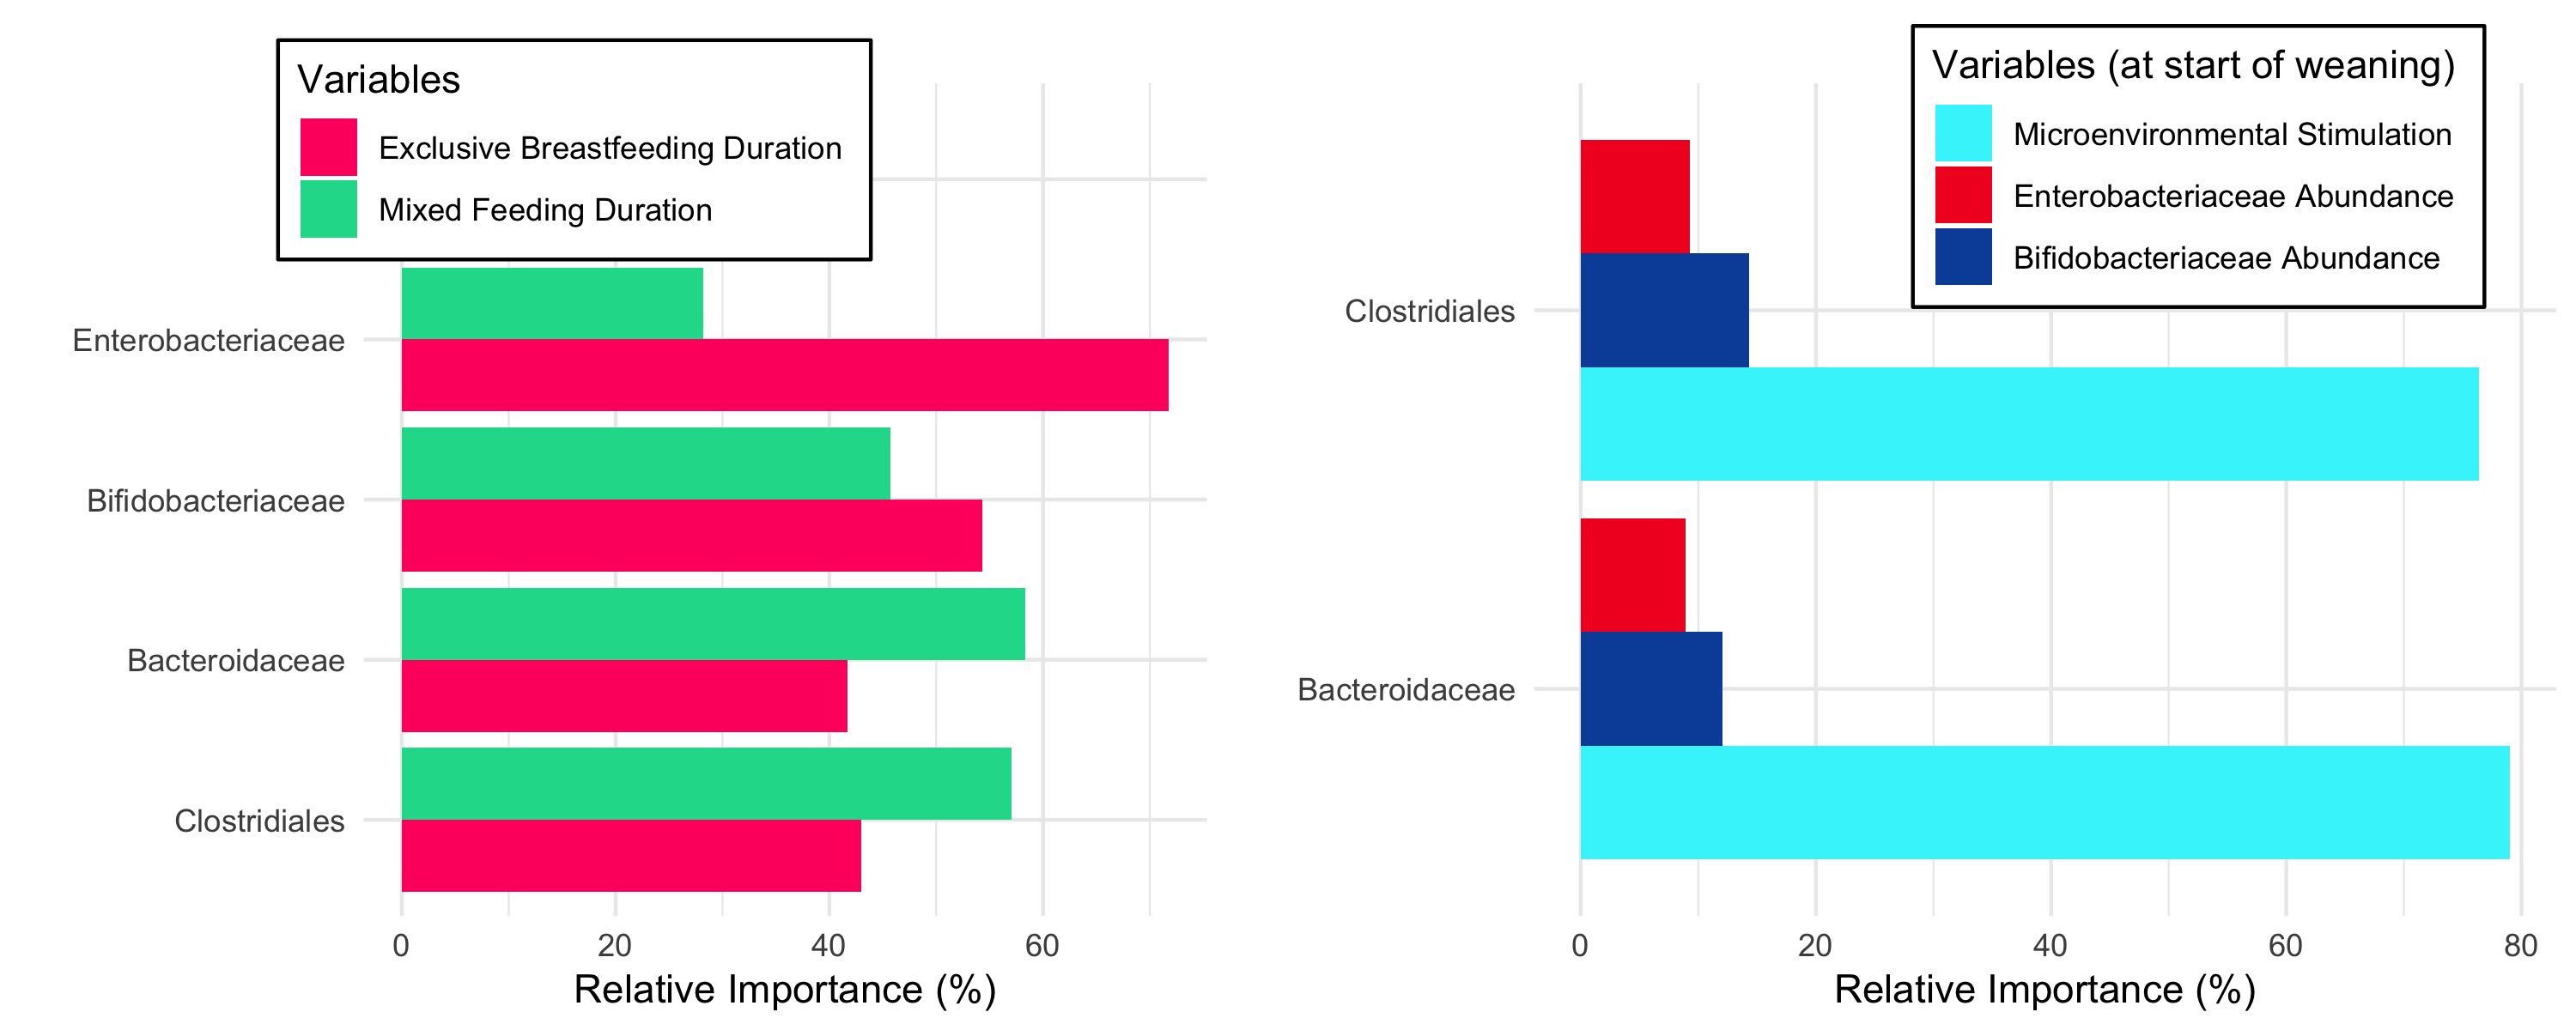 Variables
Exclusive Breastfeeding Duration
Mixed Feeding Duration
Enterobacteriaceae
Bifidobacteriaceae
Bacteroidaceae
Clostridiales
0 20 40 60
Relative Importance (%)
Variables (at start of weaning)
Microenvironmental Stimulation
Enterobacteriaceae Abundance
Bifidobacteriaceae Abundance
Clostridiales
Bacteroidaceae
0 20 40 60 80
Relative Importance (%)